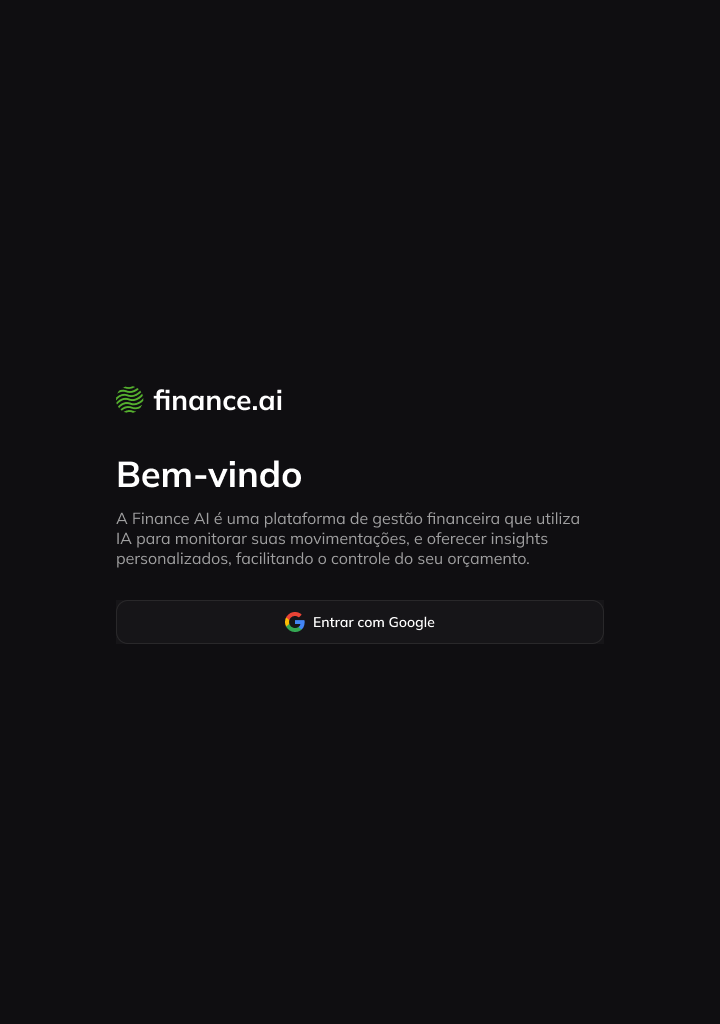 finance.ai
Bem-vindo
A Finance AI é uma plataforma de gestão financeira que utiliza
IA para monitorar suas movimentações, e oferecer insights
personalizados, facilitando o controle do seu orçamento.
Entrar com Google